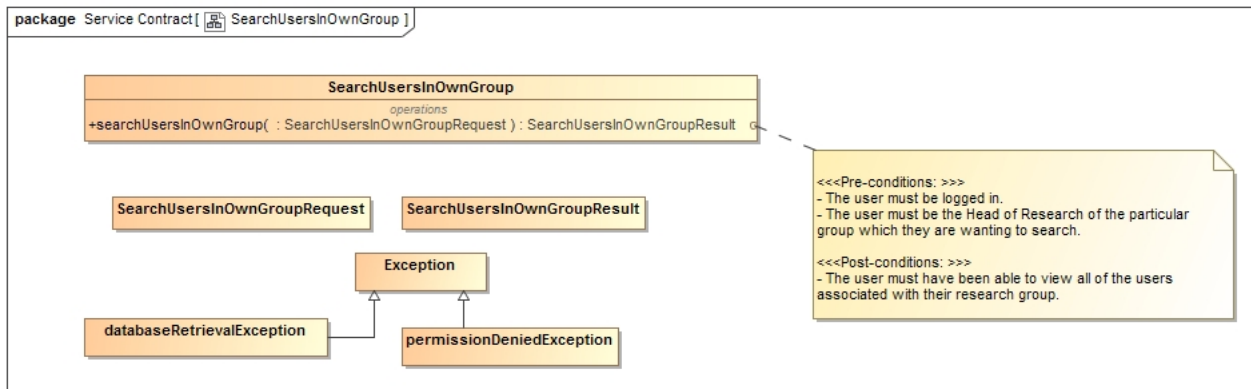 package Service Contract [ SearchUsersInOwnGroup ]
SearchUsersInOwnGroup
operations
+searchUsersInOwnGroup( : SearchUsersInOwnGroupRequest ) : SearchUsersInOwnGroupResult
<<<Pre-conditions: >>>
- The user must be logged in.
- The user must be the Head of Research of the particular
group which they are wanting to search.
<<<Post-conditions: >>>
- The user must have been able to view all of the users
associated with their research group.
SearchUsersInOwnGroupRequest
SearchUsersInOwnGroupResult
Exception
databaseRetrievalException
permissionDeniedException